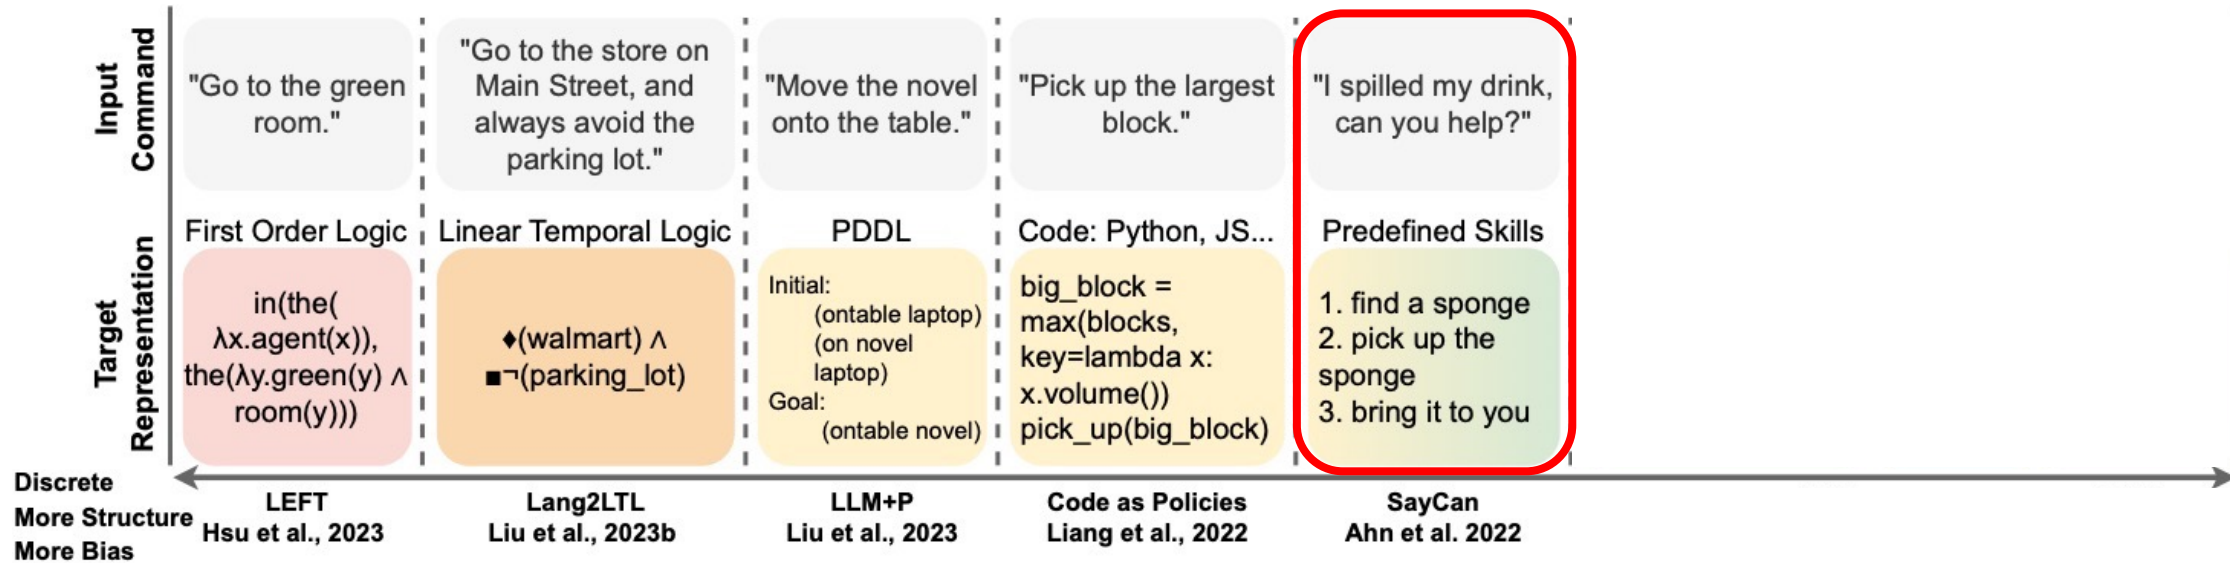 Input
Command
"Go to the green
room."
"Go to the store on
Main Street, and
always avoid the
parking lot."
"Move the novel
onto the table."
"Pick up the largest
block."
"I spilled my drink,
can you help?"
Target
Representation
First Order Logic
in(the(
λx.agent(x)),
the(λy.green(y) ∧
room(y)))
Linear Temporal Logic
♦(walmart) ∧
■¬(parking_lot)
PDDL
Initial:
(ontable laptop)
(on novel
laptop)
Goal:
(ontable novel)
Code: Python, JS...
big_block =
max(blocks,
key=lambda x:
x.volume())
pick_up(big_block)
Predefined Skills
1. find a sponge
2. pick up the
sponge
3. bring it to you
Discrete
More Structure
More Bias
LEFT
Hsu et al., 2023
Lang2LTL
Liu et al., 2023b
LLM+P
Liu et al., 2023
Code as Policies
Liang et al., 2022
SayCan
Ahn et al. 2022